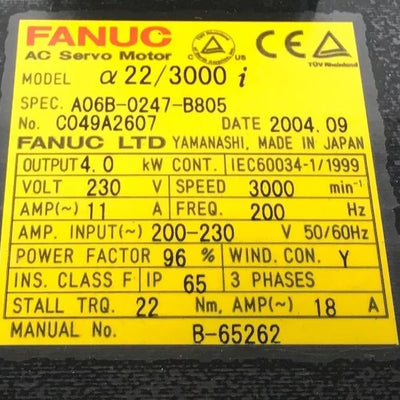 FANUC
AC Servo Motor
C US
TÜV Rheinland
MODEL α 22/3000 i
SPEC. A06B-0247-B805
No. C049A2607 DATE 2004.09
FANUC LTD YAMANASHI, MADE IN JAPAN
OUTPUT 4.0 kW CONT. IEC60034-1/1999
VOLT 230 V SPEED 3000 min⁻¹
AMP(~) 11 A FREQ. 200 Hz
AMP. INPUT(~) 200-230 V 50/60Hz
POWER FACTOR 96 % WIND. CON. Y
INS. CLASS F IP 65 3 PHASES
STALL TRQ. 22 Nm, AMP(~) 18 A
MANUAL No. B-65262